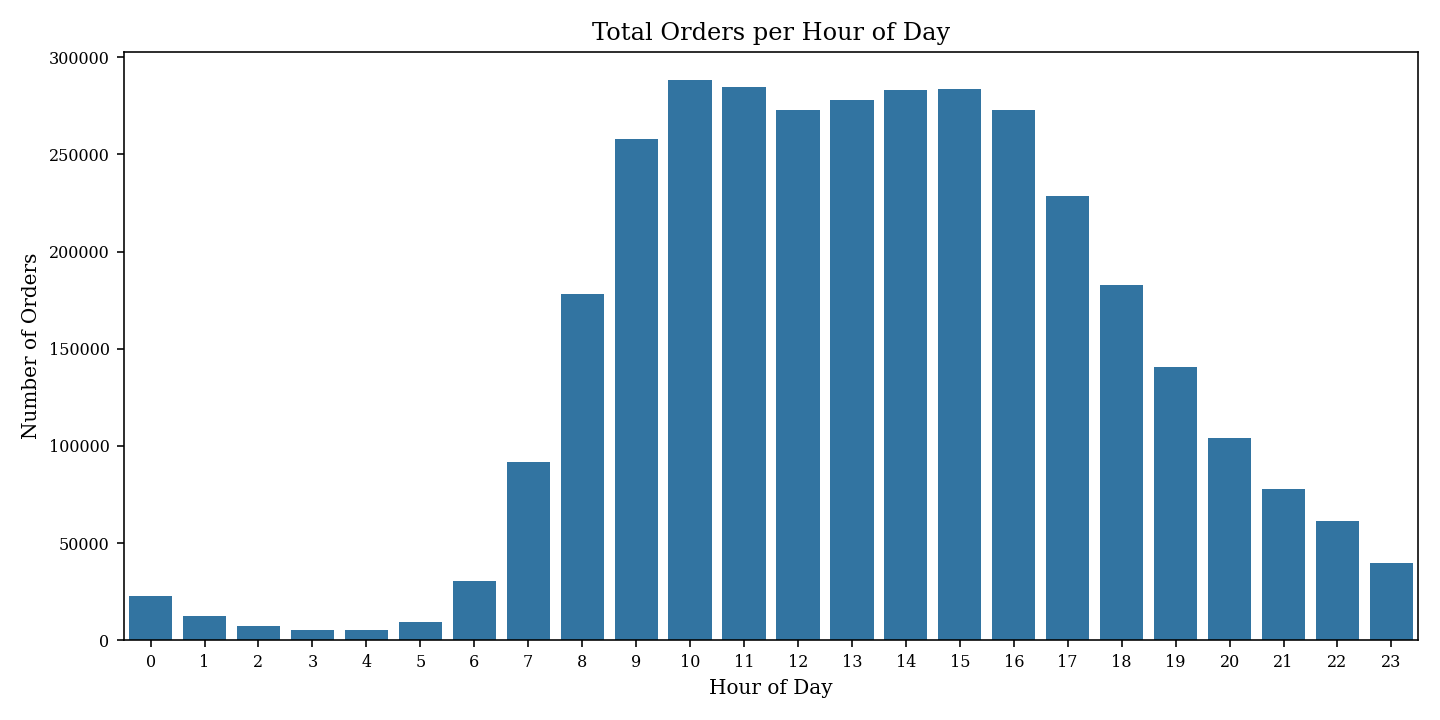 Total Orders per Hour of Day
Number of Orders
300000
250000
200000
150000
100000
50000
0
0 1 2 3 4 5 6 7 8 9 10 11 12 13 14 15 16 17 18 19 20 21 22 23
Hour of Day